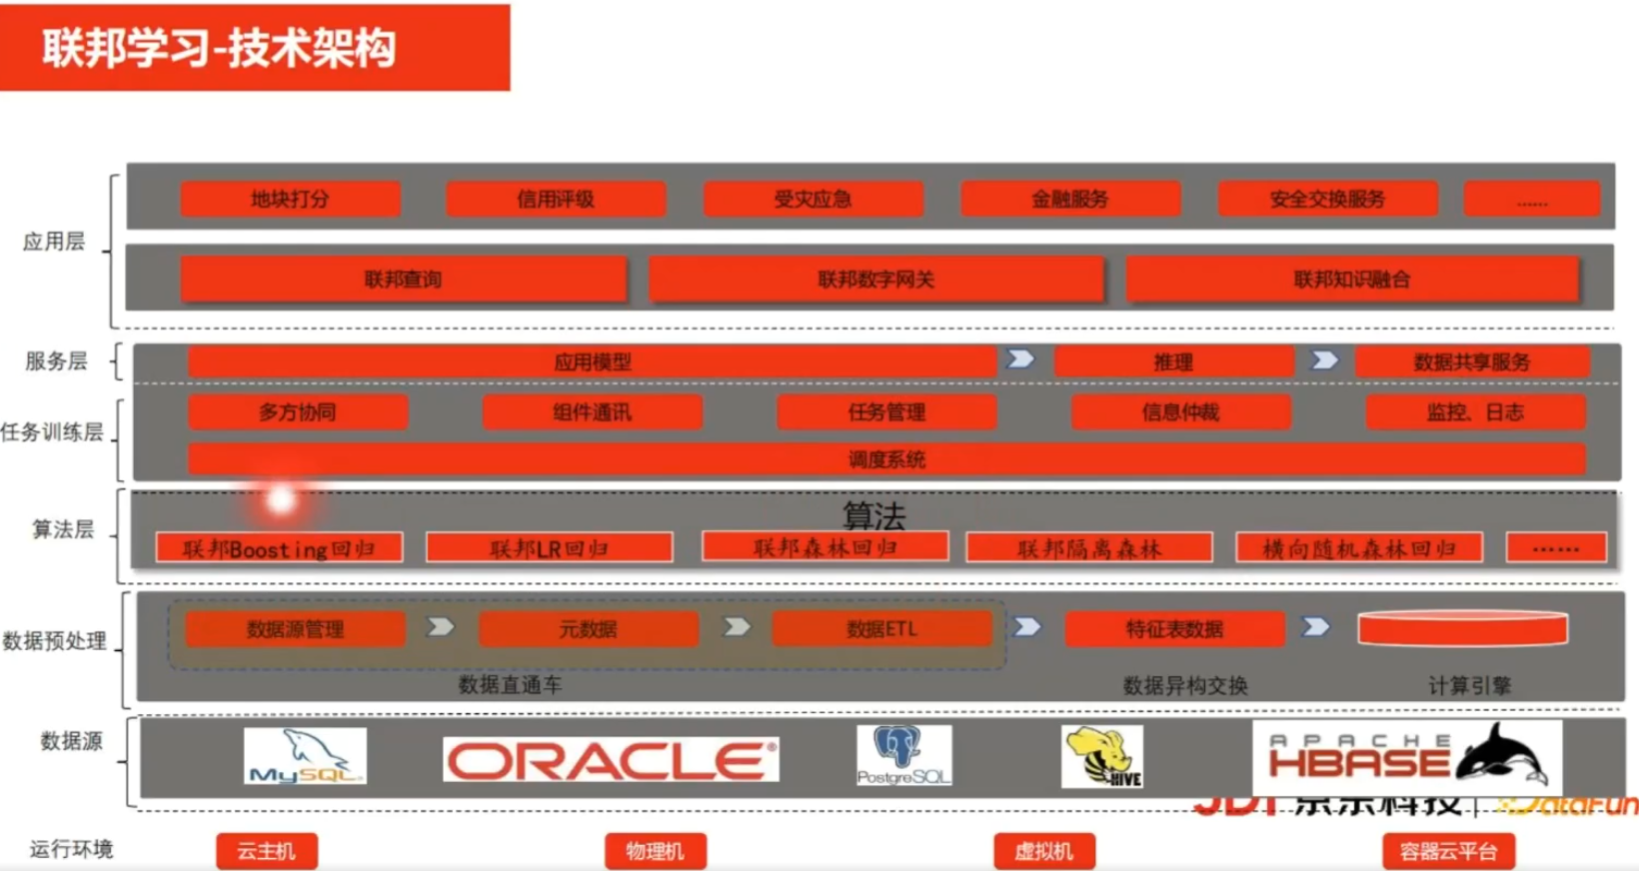 联邦学习-技术架构
地块打分 信用评级 受灾应急 金融服务 安全交换服务 ……
应用层
联邦查询 联邦数字网关 联邦知识融合
服务层 应用模型 推理 数据共享服务
多方协同 组件通讯 任务管理 信息仲裁 监控、日志
任务训练层
调度系统
算法
算法层
联邦Boosting回归 联邦LR回归 联邦森林回归 联邦隔离森林 横向随机森林回归 ……
数据源管理 元数据 数据ETL 特征表数据
数据预处理
数据直通车 数据异构交换 计算引擎
数据源
MySQL ORACLE® PostgreSQL HIVE APACHE HBASE
JDT 京东科技 | DataFun
运行环境 云主机 物理机 虚拟机 容器云平台